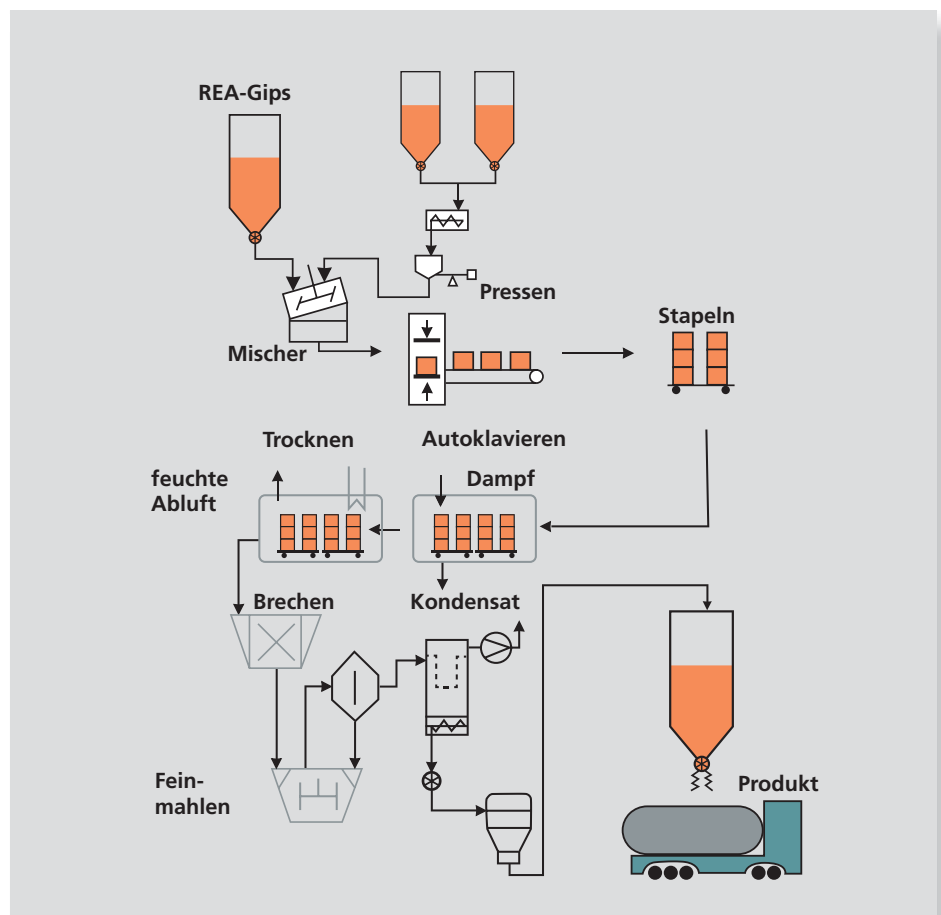 REA-Gips
Pressen
Stapeln
Mischer
Trocknen
Autoklavieren
feuchte
Abluft
Dampf
Brechen
Kondensat
Fein-
mahlen
Produkt